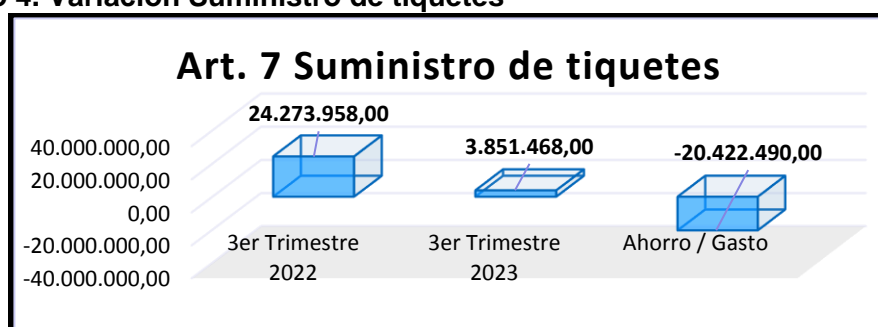 4. Variación Suministro de tiquetes
Art. 7 Suministro de tiquetes
24.273.958,00
3.851.468,00
-20.422.490,00
40.000.000,00
20.000.000,00
0,00
-20.000.000,00
-40.000.000,00
3er Trimestre
2022
3er Trimestre
2023
Ahorro / Gasto